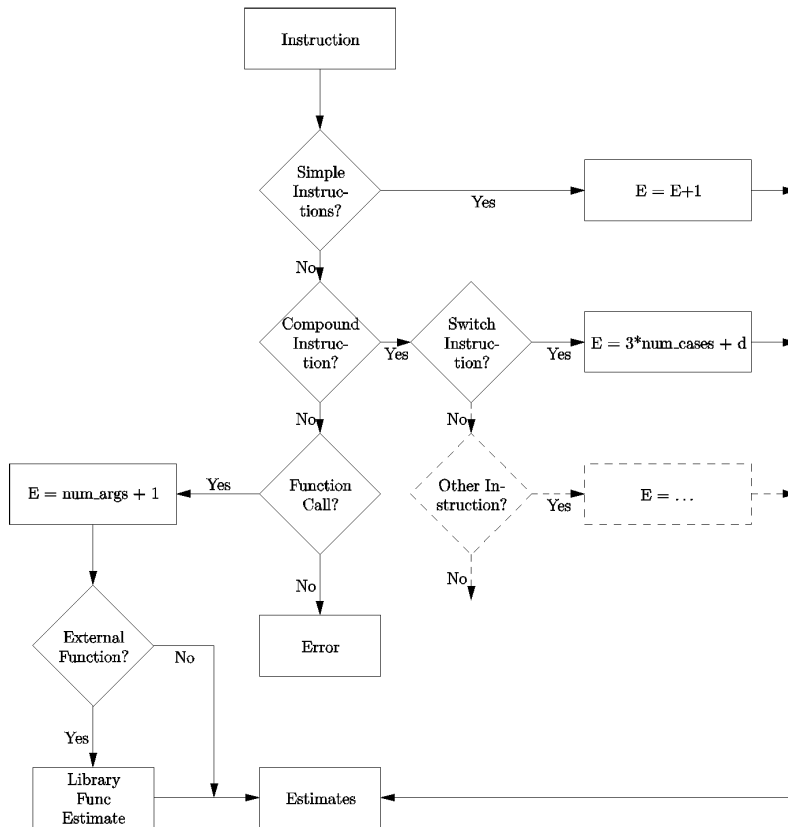 Instruction
Simple
Instruc-
tions?
Yes
E = E+1
No
Compound
Instruc-
tion?
Yes
Switch
Instruc-
tion?
Yes
E = 3*num_cases + d
No
No
E = num_args + 1
Yes
Function
Call?
Other In-
struction?
Yes
E = ...
No
No
External
Function?
No
Error
Yes
Library
Func
Estimate
Estimates